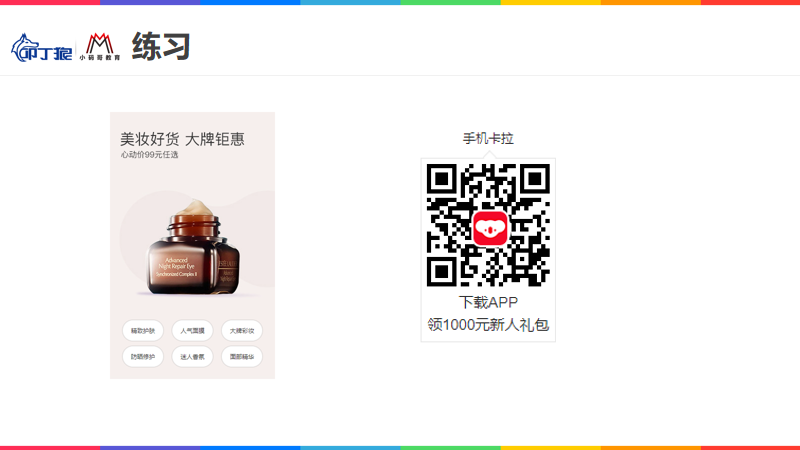 叩丁狼
小码哥教育
练习
美妆好货 大牌钜惠
心动价99元任选
Advanced
Night Repair Eye
Synchronized Complex II
精致护肤
人气面膜
大牌彩妆
防晒修护
迷人香氛
面部精华
手机卡拉
下载APP
领1000元新人礼包